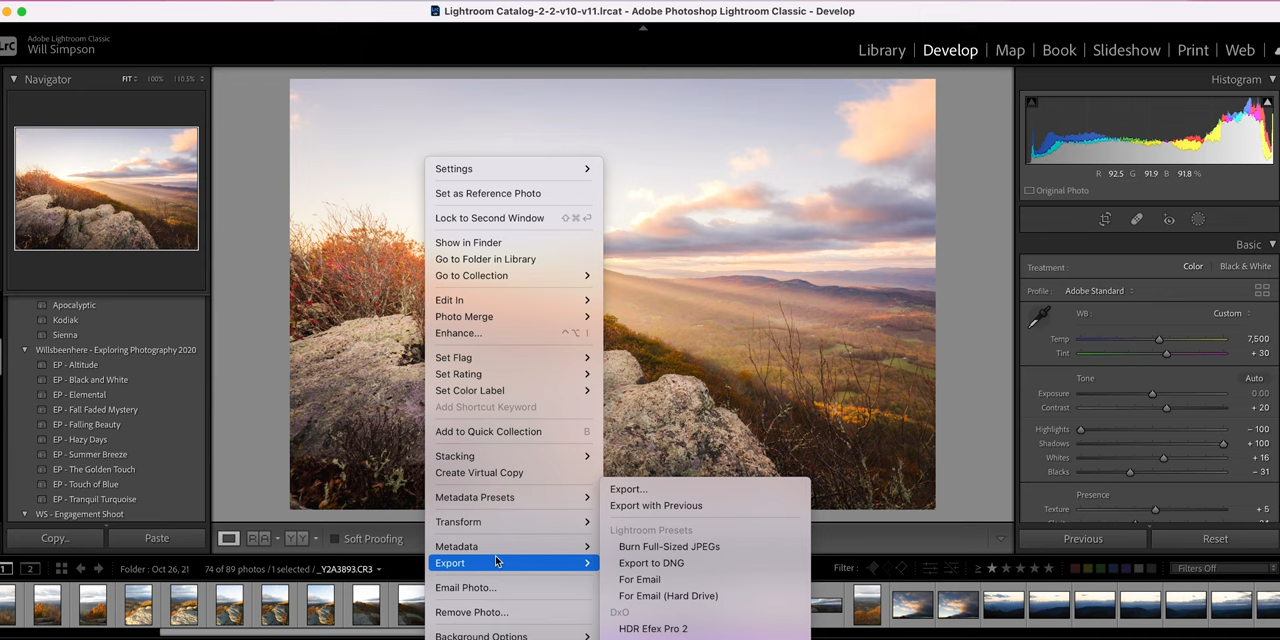 Lightroom Catalog-2-2-v10-v11.lrcat - Adobe Photoshop Lightroom Classic - Develop
LrC
Adobe Lightroom Classic
Will Simpson
Library | Develop | Map | Book | Slideshow | Print | Web
Navigator
FIT
100%
110.5%
Histogram
R 92.5 G 91.9 B 91.8 %
Original Photo
Basic
Treatment :
Color
Black & White
Profile :
Adobe Standard
WB :
Custom
Temp
7,500
Tint
+ 30
Tone
Auto
Exposure
0.00
Contrast
+ 20
Highlights
– 100
Shadows
+ 100
Whites
+ 16
Blacks
– 31
Presence
Texture
+ 5
Previous
Reset
Apocalyptic
Kodiak
Sienna
Willsbeenhere - Exploring Photography 2020
EP - Altitude
EP - Black and White
EP - Elemental
EP - Fall Faded Mystery
EP - Falling Beauty
EP - Hazy Days
EP - Summer Breeze
EP - The Golden Touch
EP - Touch of Blue
EP - Tranquil Turquoise
WS - Engagement Shoot
Copy...
Paste
Settings
Set as Reference Photo
Lock to Second Window ⇧⌘⏎
Show in Finder
Go to Folder in Library
Go to Collection
Edit In
Photo Merge
Enhance... ^⌥ I
Set Flag
Set Rating
Set Color Label
Add Shortcut Keyword
Add to Quick Collection B
Stacking
Create Virtual Copy
Metadata Presets
Transform
Metadata
Export
Email Photo...
Remove Photo...
Background Options
Export...
Export with Previous
Lightroom Presets
Burn Full-Sized JPEGs
Export to DNG
For Email
For Email (Hard Drive)
DxO
HDR Efex Pro 2
R A
Y Y
Soft Proofing
1
2
Folder : Oct 26, 21
74 of 89 photos / 1 selected / _Y2A3893.CR3
Filter :
≥ ★ ★ ★ ★ ★
Filters Off